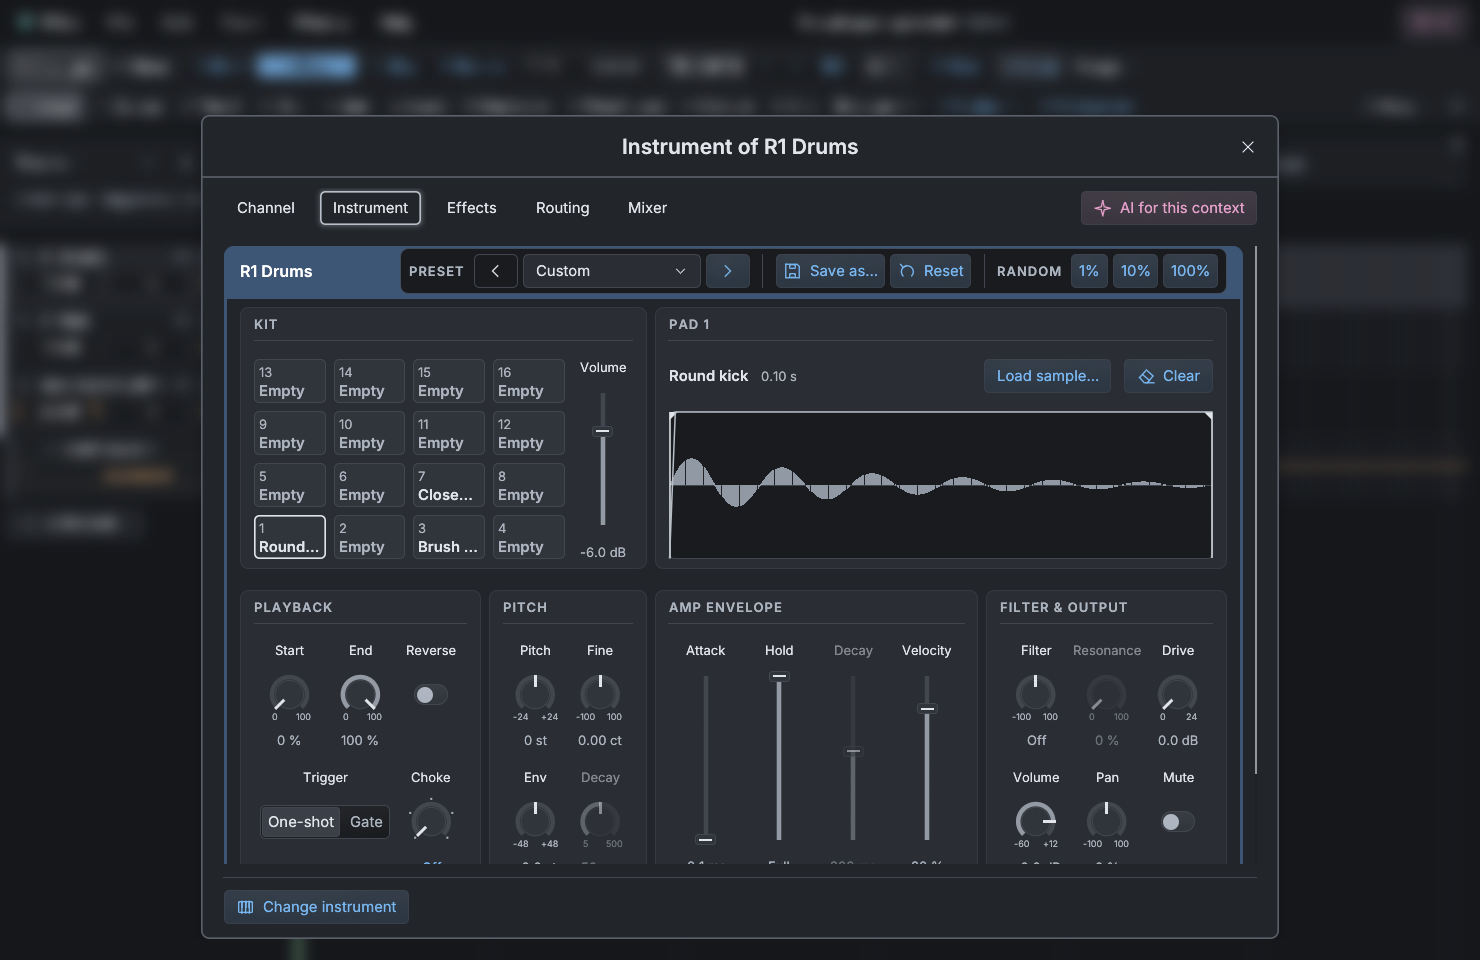 Instrument of R1 Drums
Channel
Instrument
Effects
Routing
Mixer
AI for this context
R1 Drums
PRESET
Custom
Save as...
Reset
RANDOM
1%
10%
100%
KIT
13
Empty
14
Empty
15
Empty
16
Empty
9
Empty
10
Empty
11
Empty
12
Empty
5
Empty
6
Empty
7
Close...
8
Empty
1
Round...
2
Empty
3
Brush ...
4
Empty
Volume
-6.0 dB
PAD 1
Round kick 0.10 s
Load sample...
Clear
PLAYBACK
Start
0 100
0 %
End
0 100
100 %
Reverse
Trigger
One-shot
Gate
Choke
PITCH
Pitch
-24 +24
0 st
Fine
-100 100
0.00 ct
Env
-48 +48
Decay
5 500
AMP ENVELOPE
Attack
Hold
Decay
Velocity
FILTER & OUTPUT
Filter
-100 100
Off
Resonance
0 100
0 %
Drive
0 24
0.0 dB
Volume
-60 +12
Pan
-100 100
Mute
Change instrument